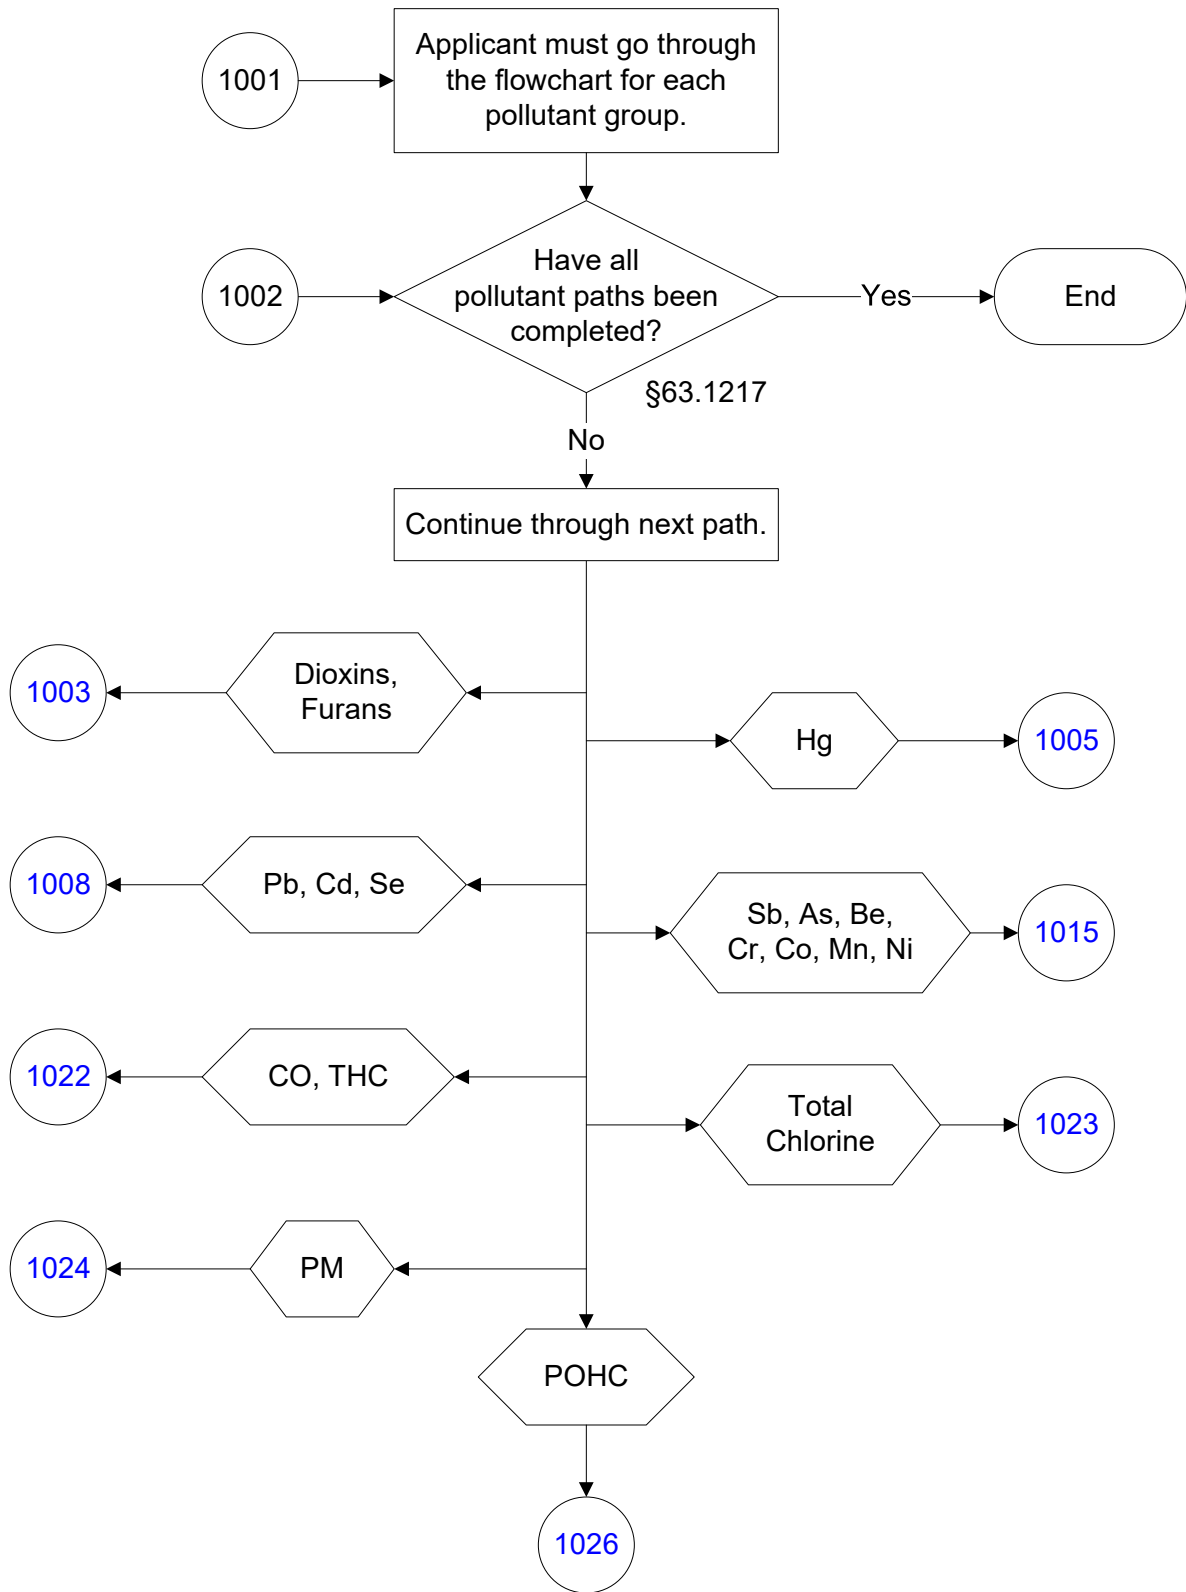 1001
Applicant must go through
the flowchart for each
pollutant group.
1002
Have all
pollutant paths been
completed?
Yes
End
§63.1217
No
Continue through next path.
1003
Dioxins,
Furans
Hg
1005
1008
Pb, Cd, Se
Sb, As, Be,
Cr, Co, Mn, Ni
1015
1022
CO, THC
Total
Chlorine
1023
1024
PM
POHC
1026